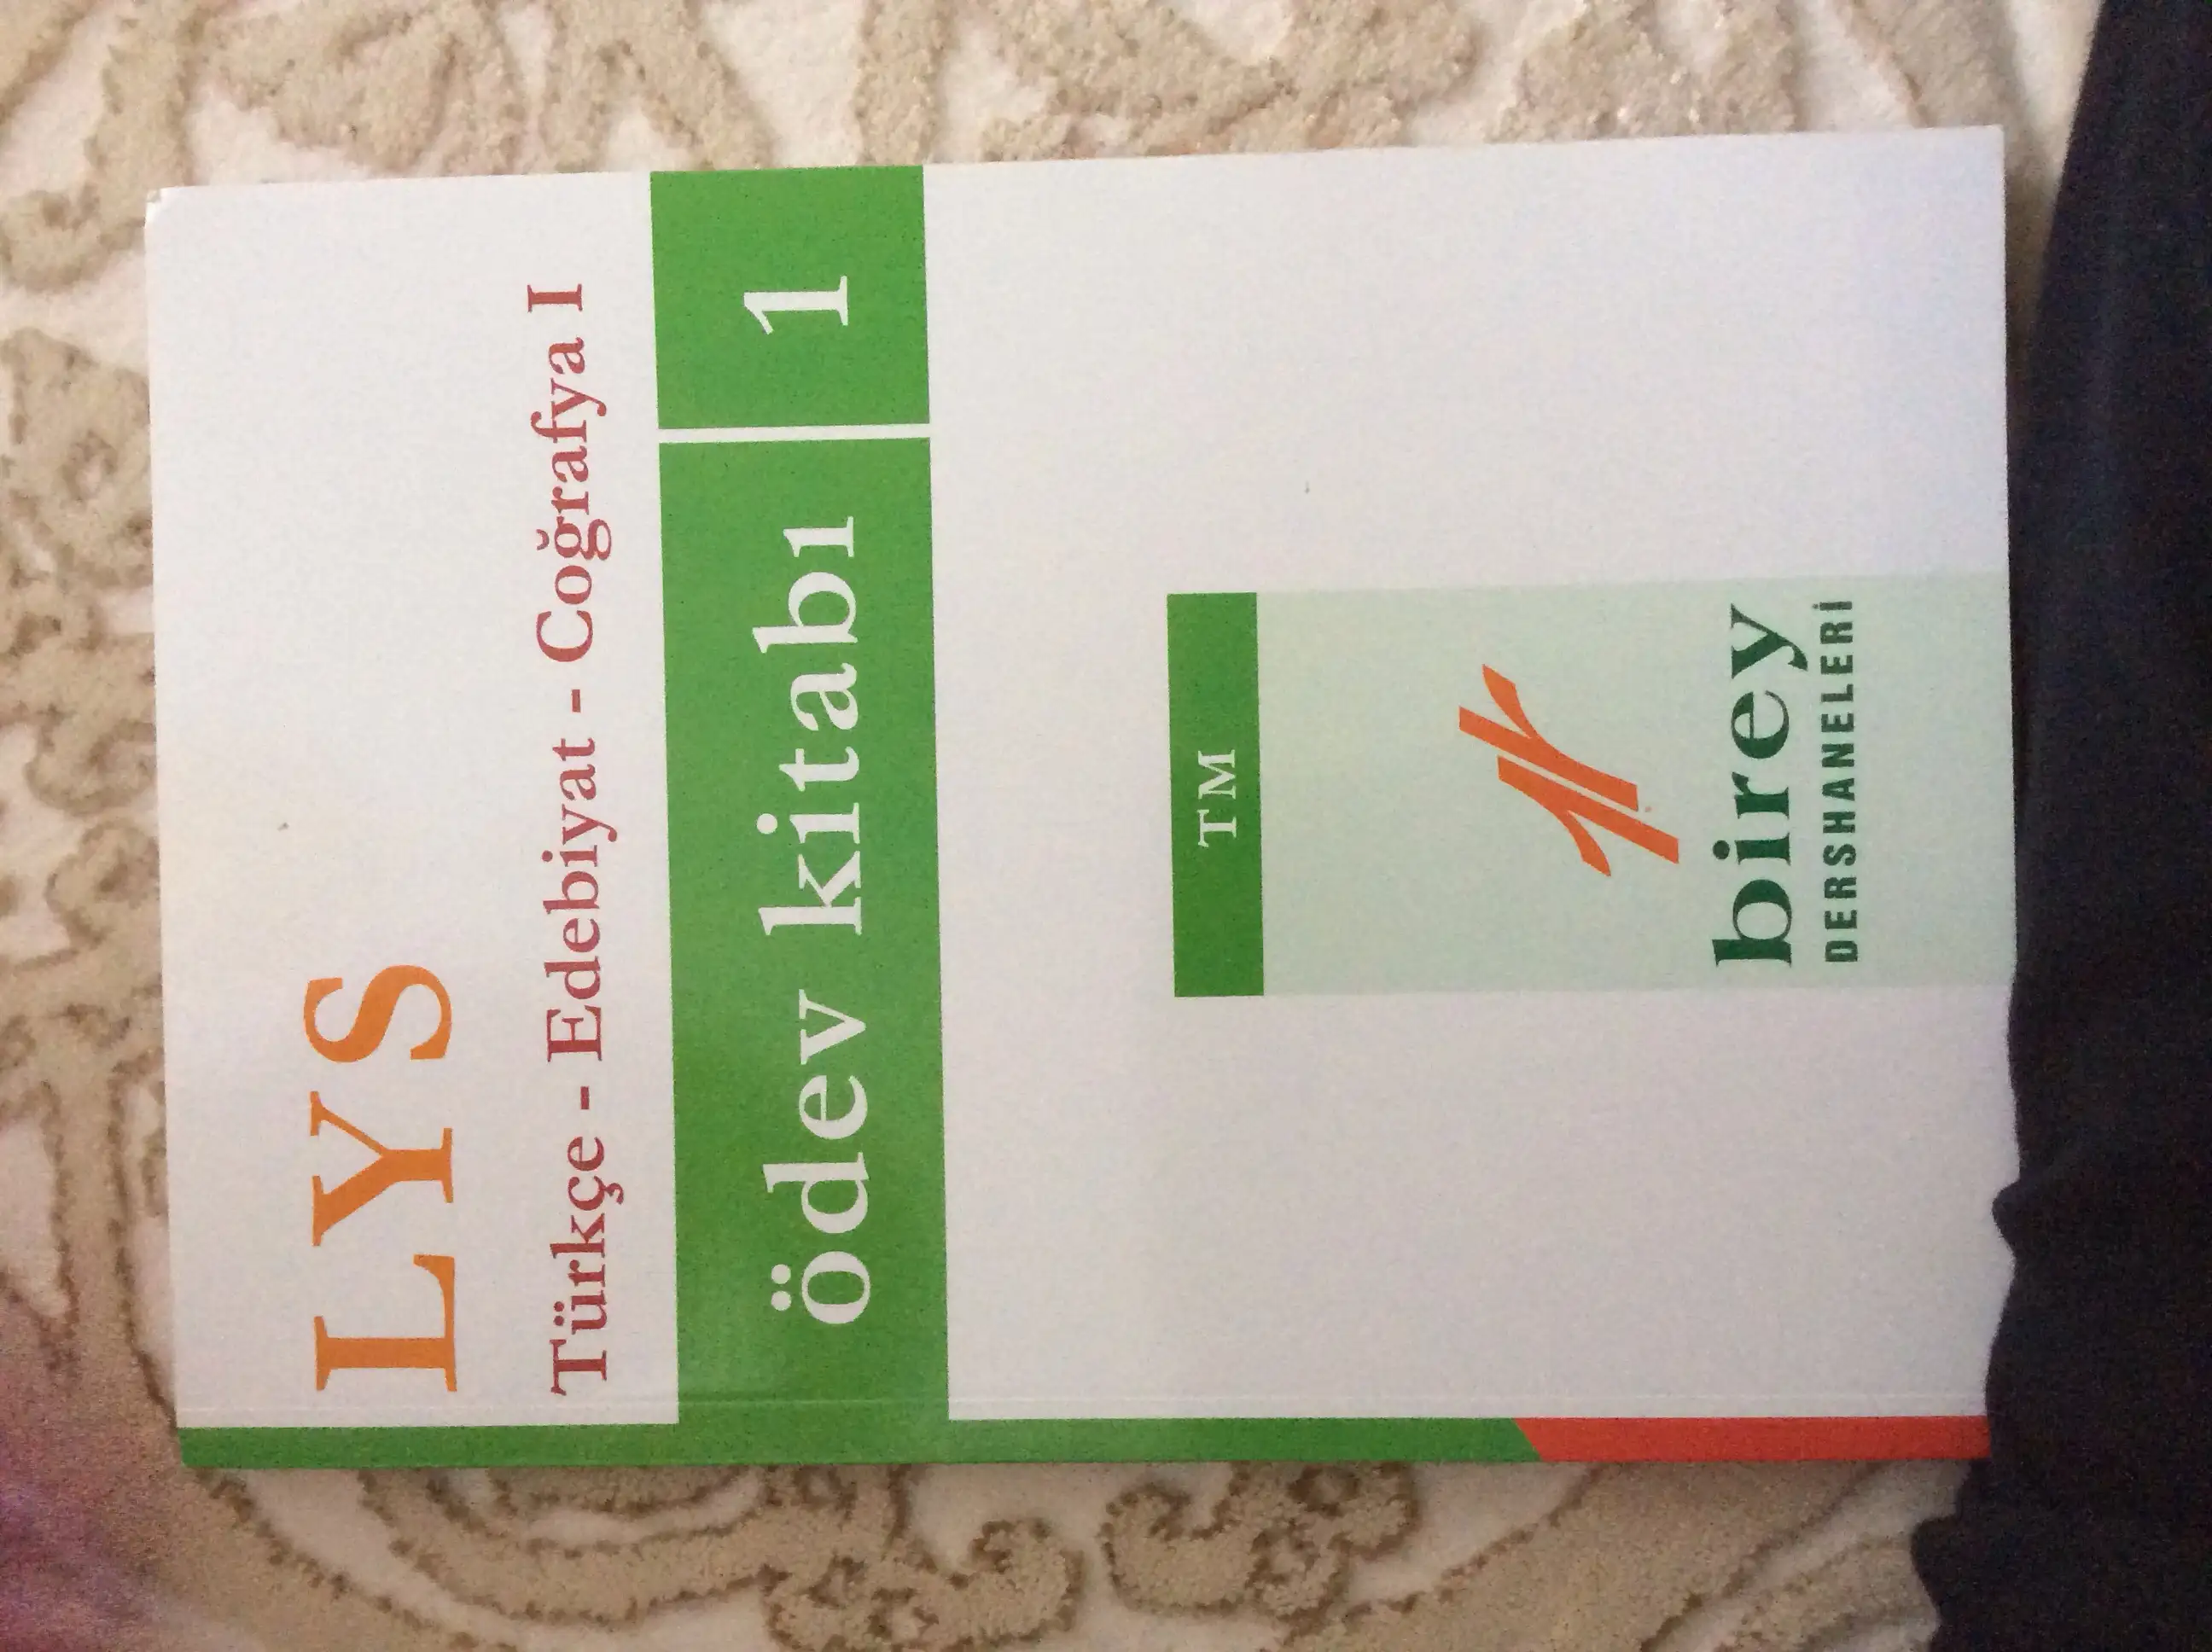 LYS
Türkçe - Edebiyat - Coğrafya I
ödev kitabı 1
TM
birey
DERSHANELERİ